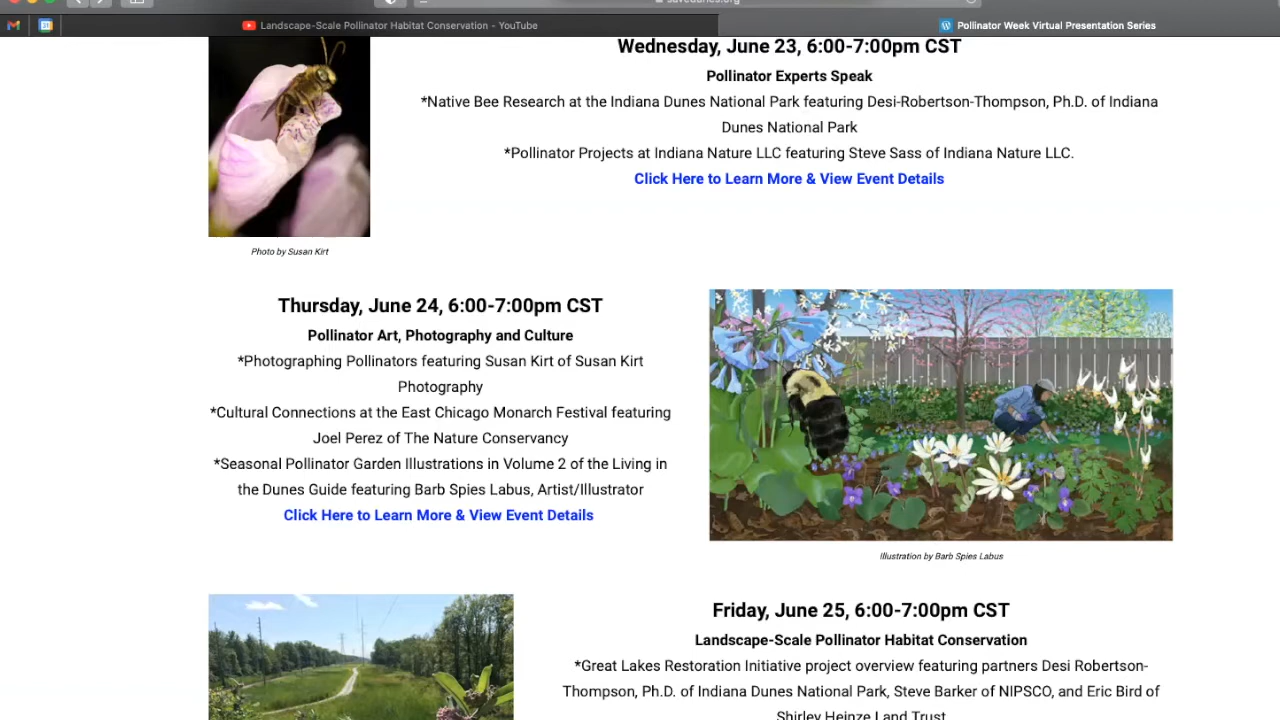 Landscape-Scale Pollinator Habitat Conservation - YouTube
Pollinator Week Virtual Presentation Series
Wednesday, June 23, 6:00-7:00pm CST
Pollinator Experts Speak
*Native Bee Research at the Indiana Dunes National Park featuring Desi-Robertson-Thompson, Ph.D. of Indiana
Dunes National Park
*Pollinator Projects at Indiana Nature LLC featuring Steve Sass of Indiana Nature LLC.
Click Here to Learn More & View Event Details
Photo by Susan Kirt
Thursday, June 24, 6:00-7:00pm CST
Pollinator Art, Photography and Culture
*Photographing Pollinators featuring Susan Kirt of Susan Kirt
Photography
*Cultural Connections at the East Chicago Monarch Festival featuring
Joel Perez of The Nature Conservancy
*Seasonal Pollinator Garden Illustrations in Volume 2 of the Living in
the Dunes Guide featuring Barb Spies Labus, Artist/Illustrator
Click Here to Learn More & View Event Details
Illustration by Barb Spies Labus
Friday, June 25, 6:00-7:00pm CST
Landscape-Scale Pollinator Habitat Conservation
*Great Lakes Restoration Initiative project overview featuring partners Desi Robertson-
Thompson, Ph.D. of Indiana Dunes National Park, Steve Barker of NIPSCO, and Eric Bird of
Shirley Heinze Land Trust